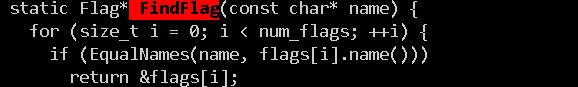 static Flag* FindFlag(const char* name) {
for (size_t i = 0; i < num_flags; ++i) {
if (EqualNames(name, flags[i].name()))
return &flags[i];